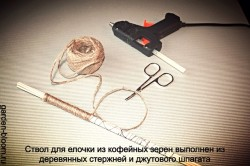 Ствол для елочки из кофейных зерен выполнен из
деревянных стержней и джутового шпагата